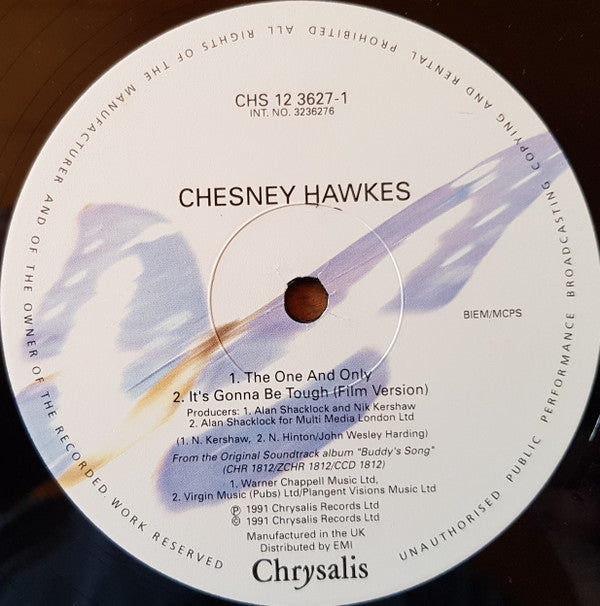 CHS 12 3627-1
INT. NO. 3236276
CHESNEY HAWKES
BIEM/MCPS
1. The One And Only
2. It's Gonna Be Tough (Film Version)
Producers: 1. Alan Shacklock and Nik Kershaw
2. Alan Shacklock for Multi Media London Ltd
(1. N. Kershaw, 2. N. Hinton/John Wesley Harding)
From the Original Soundtrack album "Buddy's Song"
(CHR 1812/ZCHR 1812/CCD 1812)
1. Warner Chappell Music Ltd,
2. Virgin Music (Pubs) Ltd/Plangent Visions Music Ltd
℗ 1991 Chrysalis Records Ltd
© 1991 Chrysalis Records Ltd
Manufactured in the UK
Distributed by EMI
Chrysalis
ALL RIGHTS OF THE MANUFACTURER AND OF THE OWNER OF THE RECORDED WORK RESERVED
UNAUTHORISED PUBLIC PERFORMANCE BROADCASTING COPYING AND RENTAL PROHIBITED